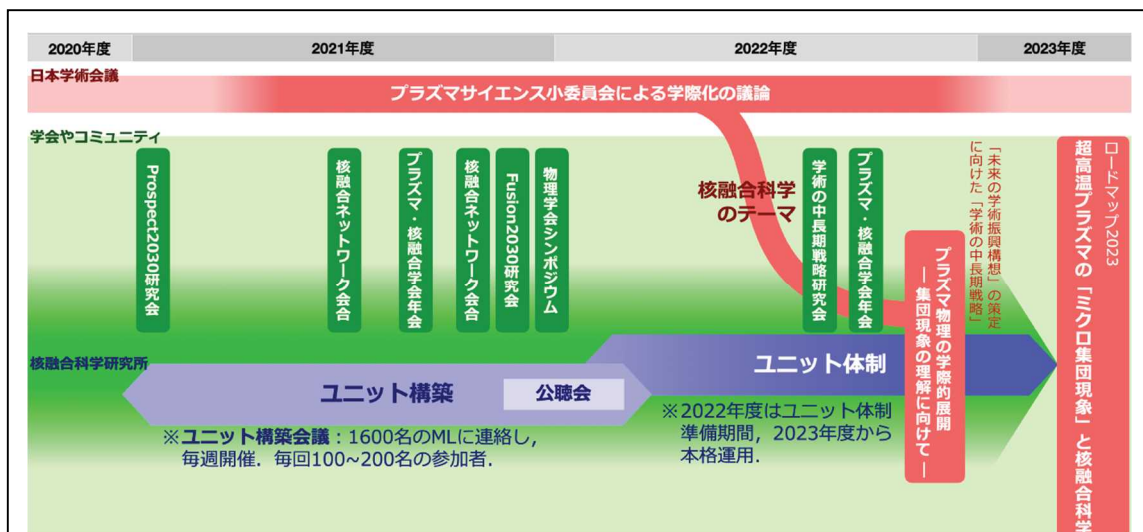 2020年度
2021年度
2022年度
2023年度
日本学術会議
プラズマサイエンス小委員会による学際化の議論
学会やコミュニティ
Prospect2030研究会
核融合ネットワーク会合
プラズマ・核融合学会年会
核融合ネットワーク会合
Fusion2030研究会
物理学会シンポジウム
核融合科学
のテーマ
学術の中長期戦略研究会
プラズマ・核融合学会年会
プラズマ物理の学際的展開
― 集団現象の理解に向けて ―
「未来の学術振興構想」の策定
に向けた「学術の中長期戦略」
ロードマップ2023
超高温プラズマの「ミクロ集団現象」と核融合科学
核融合科学研究所
ユニット構築
公聴会
ユニット体制
※ユニット構築会議：1600名のMLに連絡し，
毎週開催．毎回100~200名の参加者．
※2022年度はユニット体制
準備期間，2023年度から
本格運用．